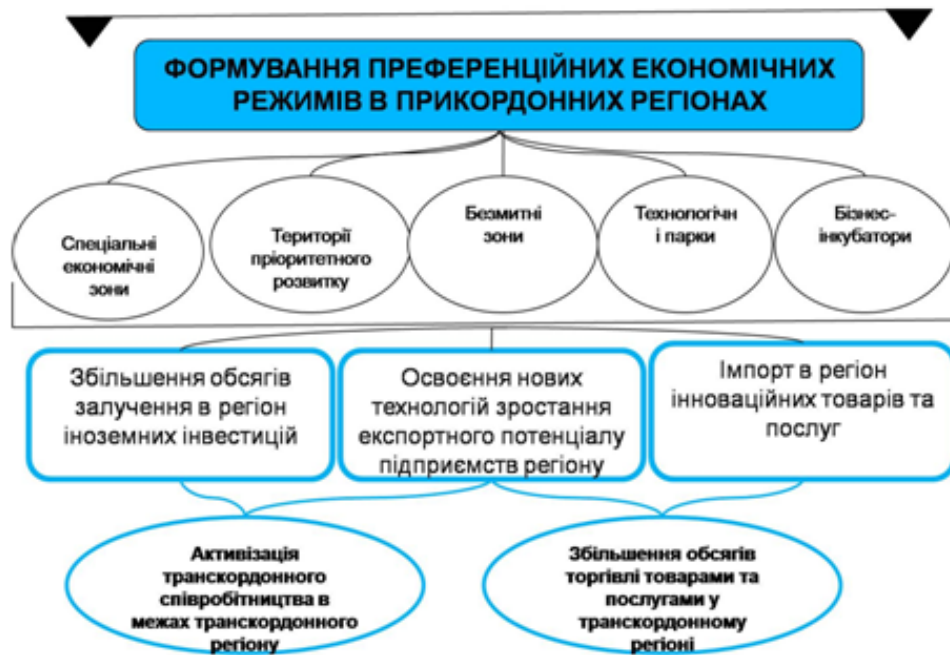 ФОРМУВАННЯ ПРЕФЕРЕНЦІЙНИХ ЕКОНОМІЧНИХ
РЕЖИМІВ В ПРИКОРДОННИХ РЕГІОНАХ
Спеціальні
економічні
зони
Території
пріоритетного
розвитку
Безмитні
зони
Технологічн
і парки
Бізнес-
інкубатори
Збільшення обсягів
залучення в регіон
іноземних інвестицій
Освоєння нових
технологій зростання
експортного потенціалу
підприємств регіону
Імпорт в регіон
інноваційних товарів та
послуг
Активізація
транскордонного
співробітництва в
межах транскордонного
регіону
Збільшення обсягів
торгівлі товарами та
послугами у
транскордонному
регіоні